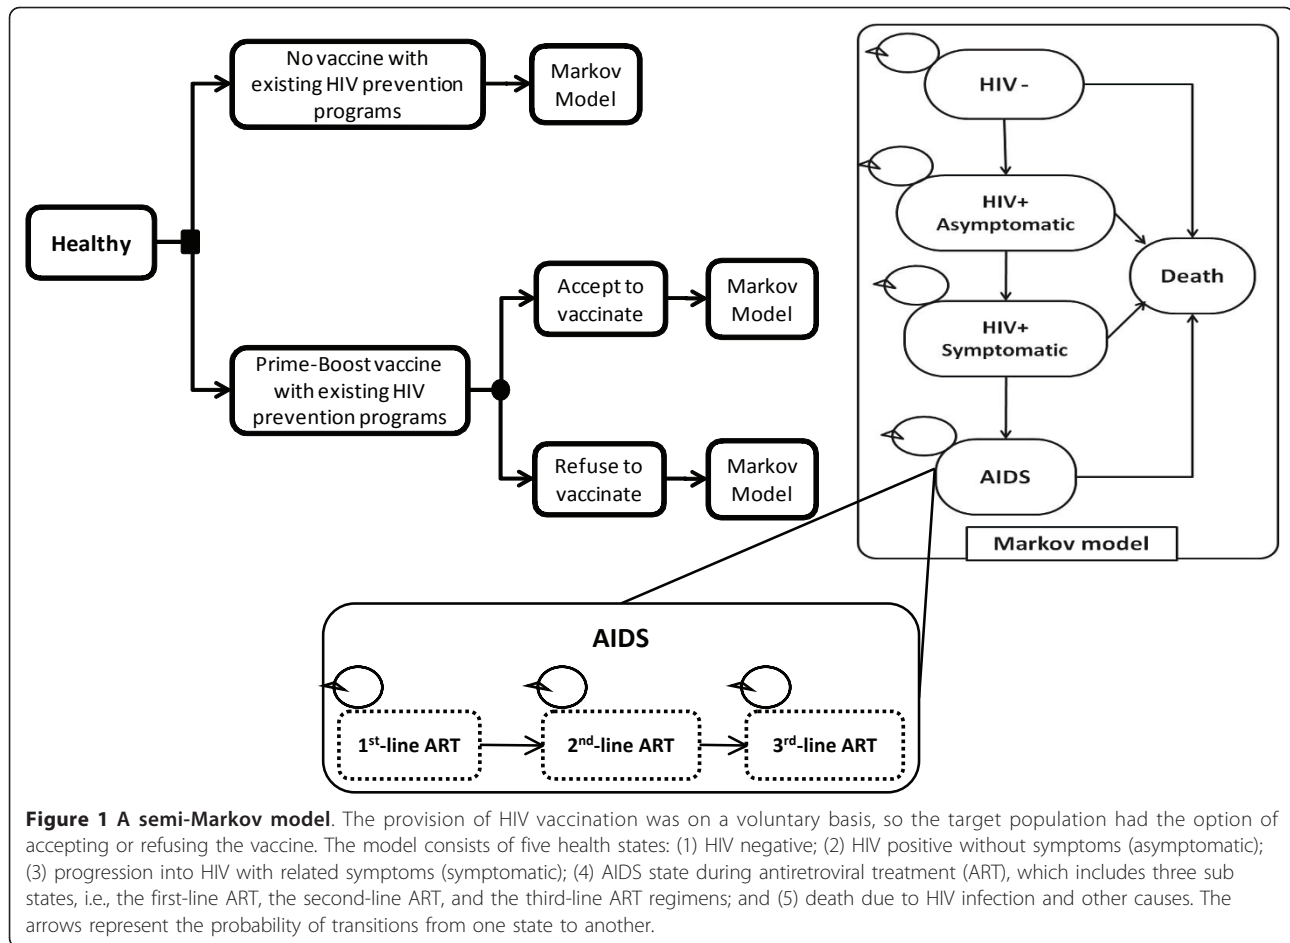 No vaccine with
existing HIV prevention
programs
Markov
Model
Healthy
Accept to
vaccinate
Markov
Model
Prime-Boost vaccine
with existing HIV
prevention programs
Refuse to
vaccinate
Markov
Model
HIV -
HIV+
Asymptomatic
Death
HIV+
Symptomatic
AIDS
Markov model
AIDS
1st-line ART
2nd-line ART
3rd-line ART
Figure 1 A semi-Markov model. The provision of HIV vaccination was on a voluntary basis, so the target population had the option of
accepting or refusing the vaccine. The model consists of five health states: (1) HIV negative; (2) HIV positive without symptoms (asymptomatic);
(3) progression into HIV with related symptoms (symptomatic); (4) AIDS state during antiretroviral treatment (ART), which includes three sub
states, i.e., the first-line ART, the second-line ART, and the third-line ART regimens; and (5) death due to HIV infection and other causes. The
arrows represent the probability of transitions from one state to another.